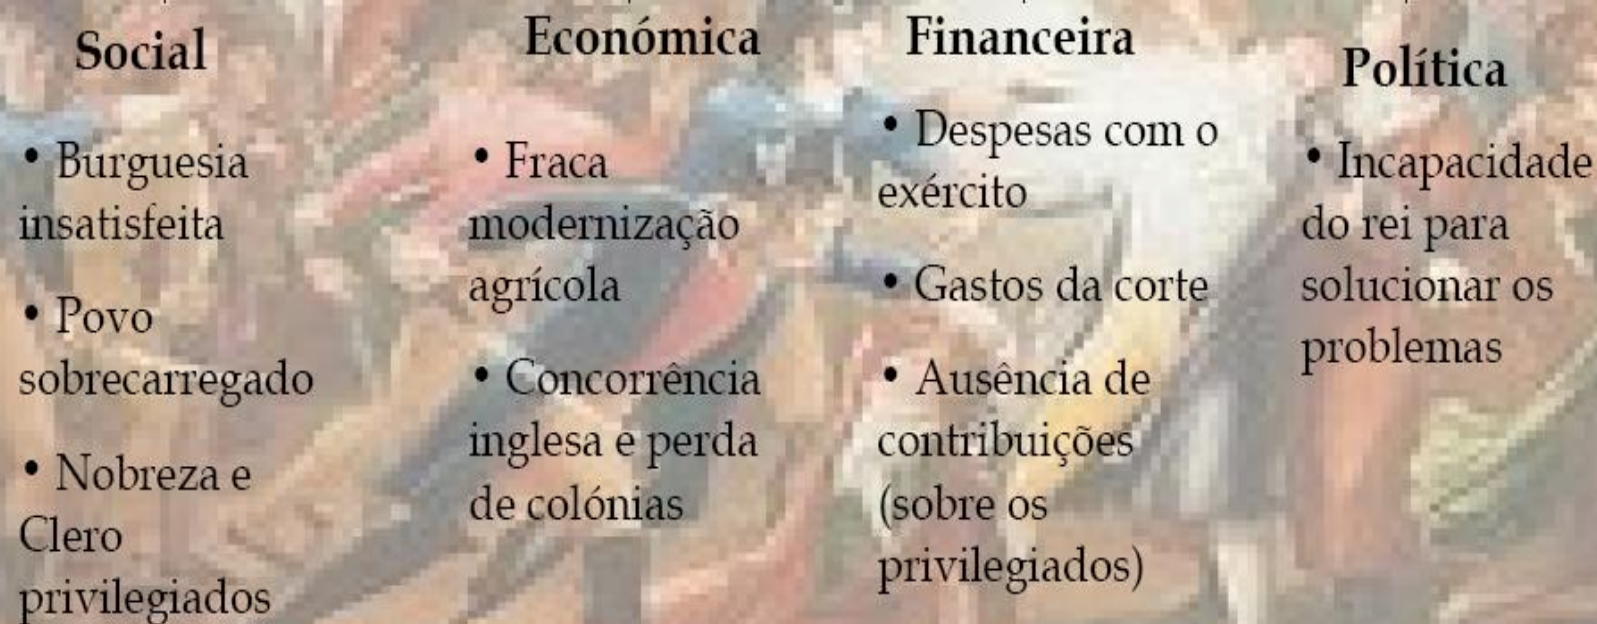 Social
• Burguesia
insatisfeita
• Povo
sobrecarregado
• Nobreza e
Clero
privilegiados
Económica
• Fraca
modernização
agrícola
• Concorrência
inglesa e perda
de colónias
Financeira
• Despesas com o
exército
• Gastos da corte
• Ausência de
contribuições
(sobre os
privilegiados)
Política
• Incapacidade
do rei para
solucionar os
problemas